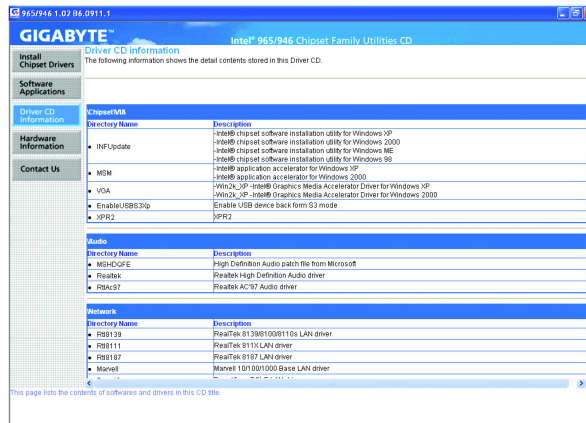 965/946 1.02 B6.0911.1
GIGABYTE™
Intel® 965/946 Chipset Family Utilities CD
Install
Chipset Drivers
Software
Applications
Driver CD
Information
Hardware
Information
Contact Us
Driver CD information
The following information shows the detail contents stored in this Driver CD.
\Chipset\VIA
Directory Name Description
INFUpdate
-Intel® chipset software installation utility for Windows XP
-Intel® chipset software installation utility for Windows 2000
-Intel® chipset software installation utility for Windows ME
-Intel® chipset software installation utility for Windows 98
MSM
-Intel® application accelerator for Windows XP
-Intel® application accelerator for Windows 2000
VGA
-Win2k_XP -Intel® Graphics Media Accelerator Driver for Windows XP
-Win2k_XP -Intel® Graphics Media Accelerator Driver for Windows 2000
EnableUSBS3Xp Enable USB device back form S3 mode
XPR2 XPR2
\Audio
Directory Name Description
MSHDQFE High Definition Audio patch file from Microsoft
Realtek Realtek High Definition Audio driver
RtlAc97 Realtek AC'97 Audio driver
\Network
Directory Name Description
Rtl8139 RealTek 8139/8100/8110s LAN driver
Rtl8111 RealTek 811X LAN driver
Rtl8187 RealTek 8187 LAN driver
Marvell Marvell 10/100/1000 Base LAN driver
This page lists the contents of softwares and drivers in this CD title.